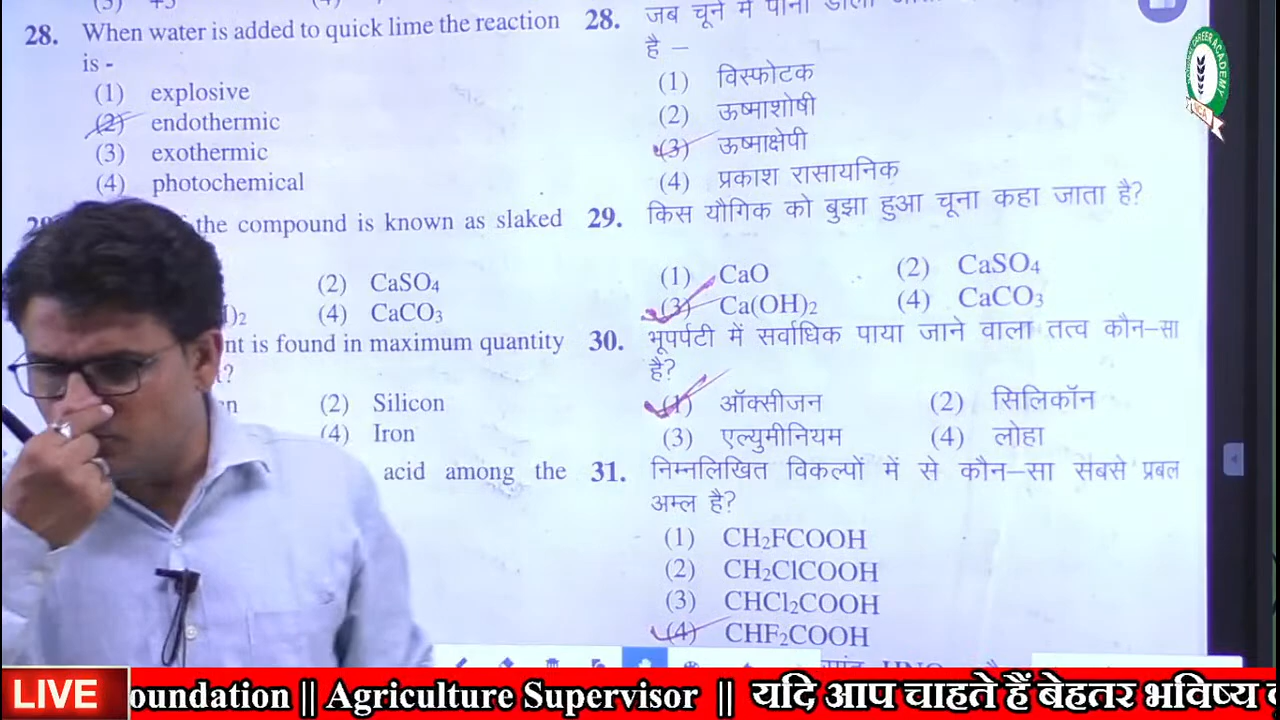 28. When water is added to quick lime the reaction
is -
(1) explosive
(2) endothermic
(3) exothermic
(4) photochemical
the compound is known as slaked
(2) CaSO4
)2 (4) CaCO3
nt is found in maximum quantity
?
n (2) Silicon
(4) Iron
acid among the
28. जब चूने में पानी डाला
है –
(1) विस्फोटक
(2) ऊष्माशोषी
(3) ऊष्माक्षेपी
(4) प्रकाश रासायनिक
29. किस यौगिक को बुझा हुआ चूना कहा जाता है?
(1) CaO (2) CaSO4
(3) Ca(OH)2 (4) CaCO3
30. भूपर्पटी में सर्वाधिक पाया जाने वाला तत्व कौन–सा
है?
(1) ऑक्सीजन (2) सिलिकॉन
(3) एल्युमीनियम (4) लोहा
31. निम्नलिखित विकल्पों में से कौन–सा सबसे प्रबल
अम्ल है?
(1) CH2FCOOH
(2) CH2ClCOOH
(3) CHCl2COOH
(4) CHF2COOH
LIVE oundation || Agriculture Supervisor || यदि आप चाहते हैं बेहतर भविष्य